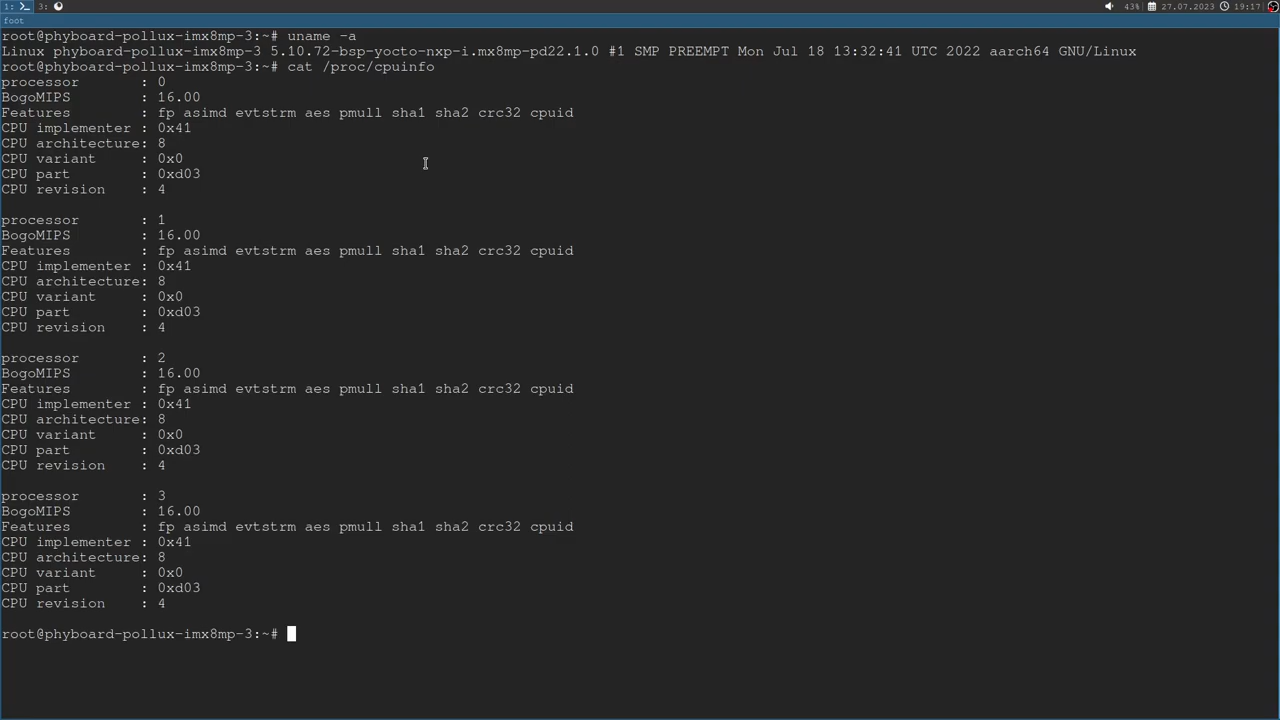 1: 3: 43% 27.07.2023 19:17
foot
root@phyboard-pollux-imx8mp-3:~# uname -a
Linux phyboard-pollux-imx8mp-3 5.10.72-bsp-yocto-nxp-i.mx8mp-pd22.1.0 #1 SMP PREEMPT Mon Jul 18 13:32:41 UTC 2022 aarch64 GNU/Linux
root@phyboard-pollux-imx8mp-3:~# cat /proc/cpuinfo
processor : 0
BogoMIPS : 16.00
Features : fp asimd evtstrm aes pmull sha1 sha2 crc32 cpuid
CPU implementer : 0x41
CPU architecture: 8
CPU variant : 0x0
CPU part : 0xd03
CPU revision : 4
processor : 1
BogoMIPS : 16.00
Features : fp asimd evtstrm aes pmull sha1 sha2 crc32 cpuid
CPU implementer : 0x41
CPU architecture: 8
CPU variant : 0x0
CPU part : 0xd03
CPU revision : 4
processor : 2
BogoMIPS : 16.00
Features : fp asimd evtstrm aes pmull sha1 sha2 crc32 cpuid
CPU implementer : 0x41
CPU architecture: 8
CPU variant : 0x0
CPU part : 0xd03
CPU revision : 4
processor : 3
BogoMIPS : 16.00
Features : fp asimd evtstrm aes pmull sha1 sha2 crc32 cpuid
CPU implementer : 0x41
CPU architecture: 8
CPU variant : 0x0
CPU part : 0xd03
CPU revision : 4
root@phyboard-pollux-imx8mp-3:~#